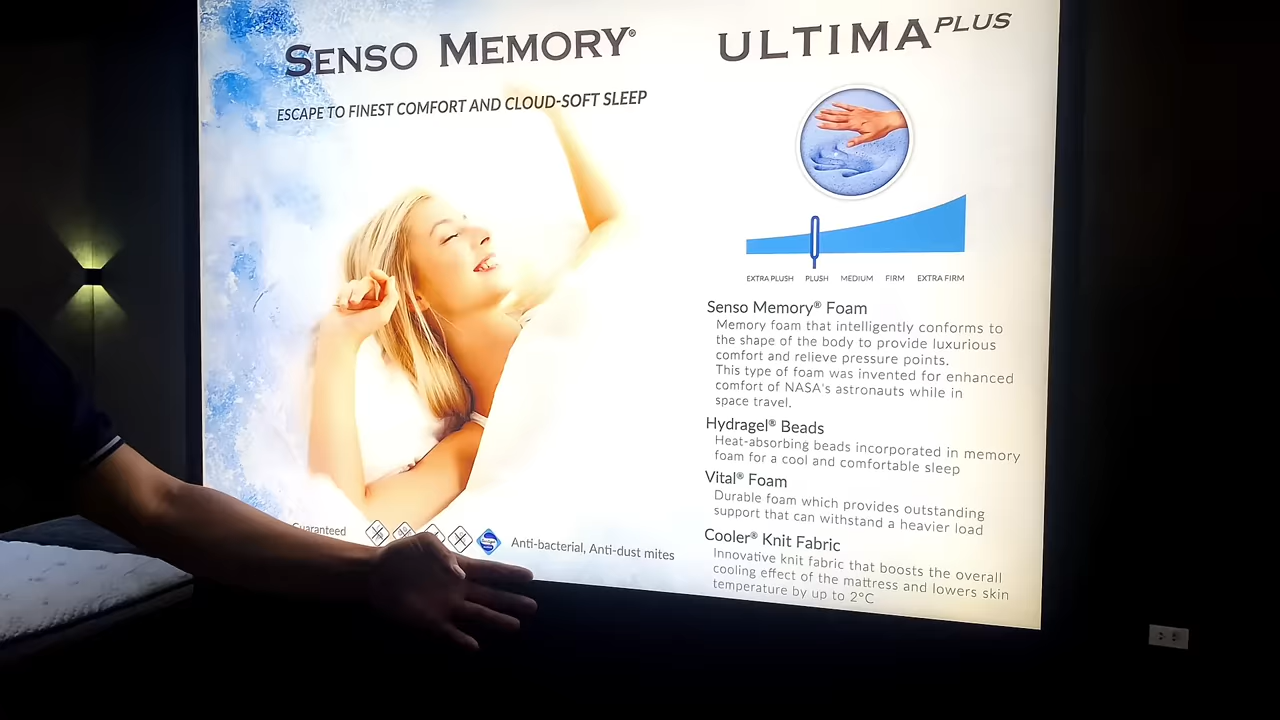 SENSO MEMORY®
ESCAPE TO FINEST COMFORT AND CLOUD-SOFT SLEEP
Guaranteed
Anti-bacterial, Anti-dust mites
ULTIMA PLUS
EXTRA PLUSH PLUSH MEDIUM FIRM EXTRA FIRM
Senso Memory® Foam
Memory foam that intelligently conforms to
the shape of the body to provide luxurious
comfort and relieve pressure points.
This type of foam was invented for enhanced
comfort of NASA's astronauts while in
space travel.
Hydragel® Beads
Heat-absorbing beads incorporated in memory
foam for a cool and comfortable sleep
Vital® Foam
Durable foam which provides outstanding
support that can withstand a heavier load
Cooler® Knit Fabric
Innovative knit fabric that boosts the overall
cooling effect of the mattress and lowers skin
temperature by up to 2°C